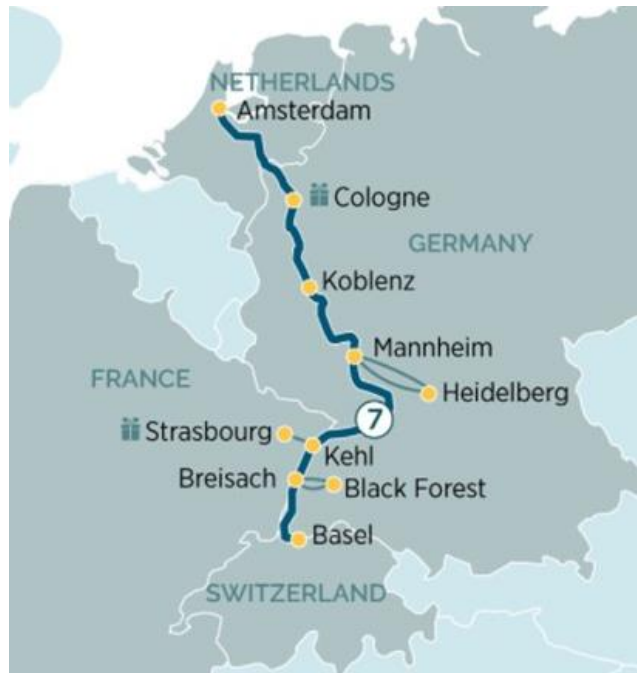 NETHERLANDS
Amsterdam
Cologne
GERMANY
Koblenz
Mannheim
FRANCE
Heidelberg
7
Strasbourg
Kehl
Breisach
Black Forest
Basel
SWITZERLAND